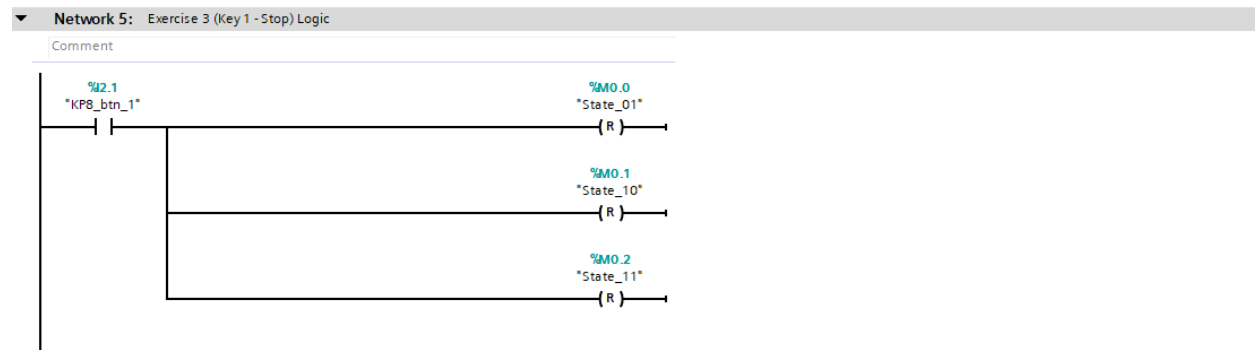 Network 5: Exercise 3 (Key 1 - Stop) Logic
Comment
%I2.1
"KP8_btn_1"
%M0.0
"State_01"
R
%M0.1
"State_10"
R
%M0.2
"State_11"
R